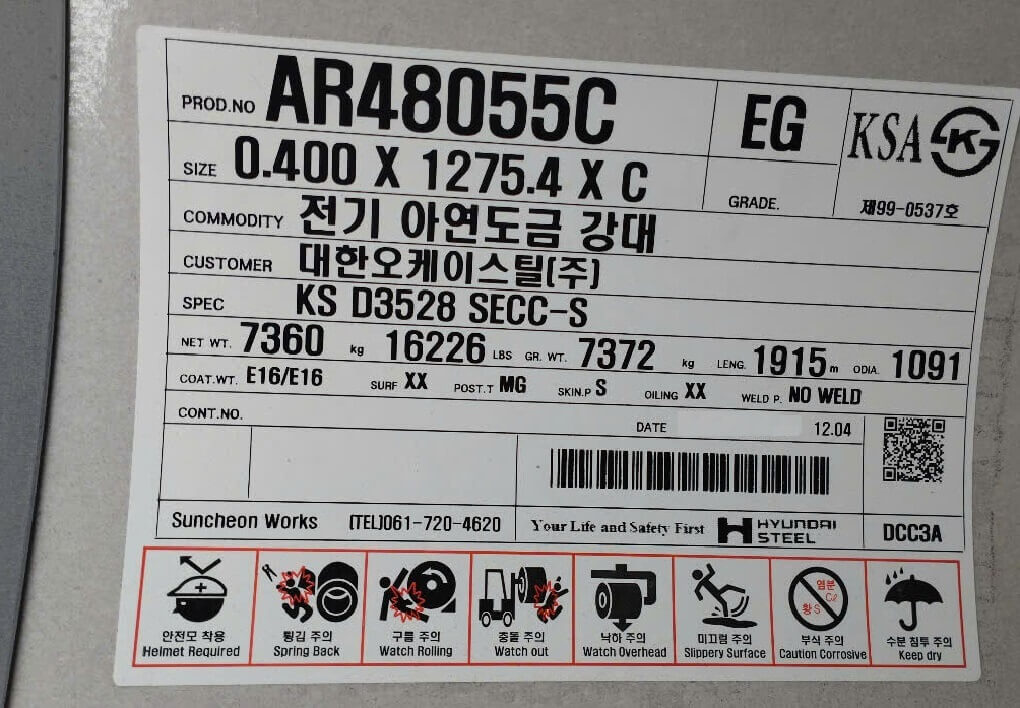 PROD.NO AR48055C EG KSA
SIZE 0.400 X 1275.4 X C GRADE. 제99-0537호
COMMODITY 전기 아연도금 강대
CUSTOMER 대한오케이스틸(주)
SPEC KS D3528 SECC-S
NET WT. 7360 kg 16226 LBS GR. WT. 7372 kg LENG. 1915 m ODIA. 1091
COAT.WT. E16/E16 SURF XX POST.T MG SKIN.P S OILING XX WELD P. NO WELD
CONT.NO. DATE 12.04
Suncheon Works (TEL)061-720-4620 Your Life and Safety First HYUNDAI STEEL DCC3A
염분 Cl
황S
안전모 착용 튕김 주의 구름 주의 충돌 주의 낙하 주의 미끄럼 주의 부식 주의 수분 침투 주의
Helmet Required Spring Back Watch Rolling Watch out Watch Overhead Slippery Surface Caution Corrosive Keep dry